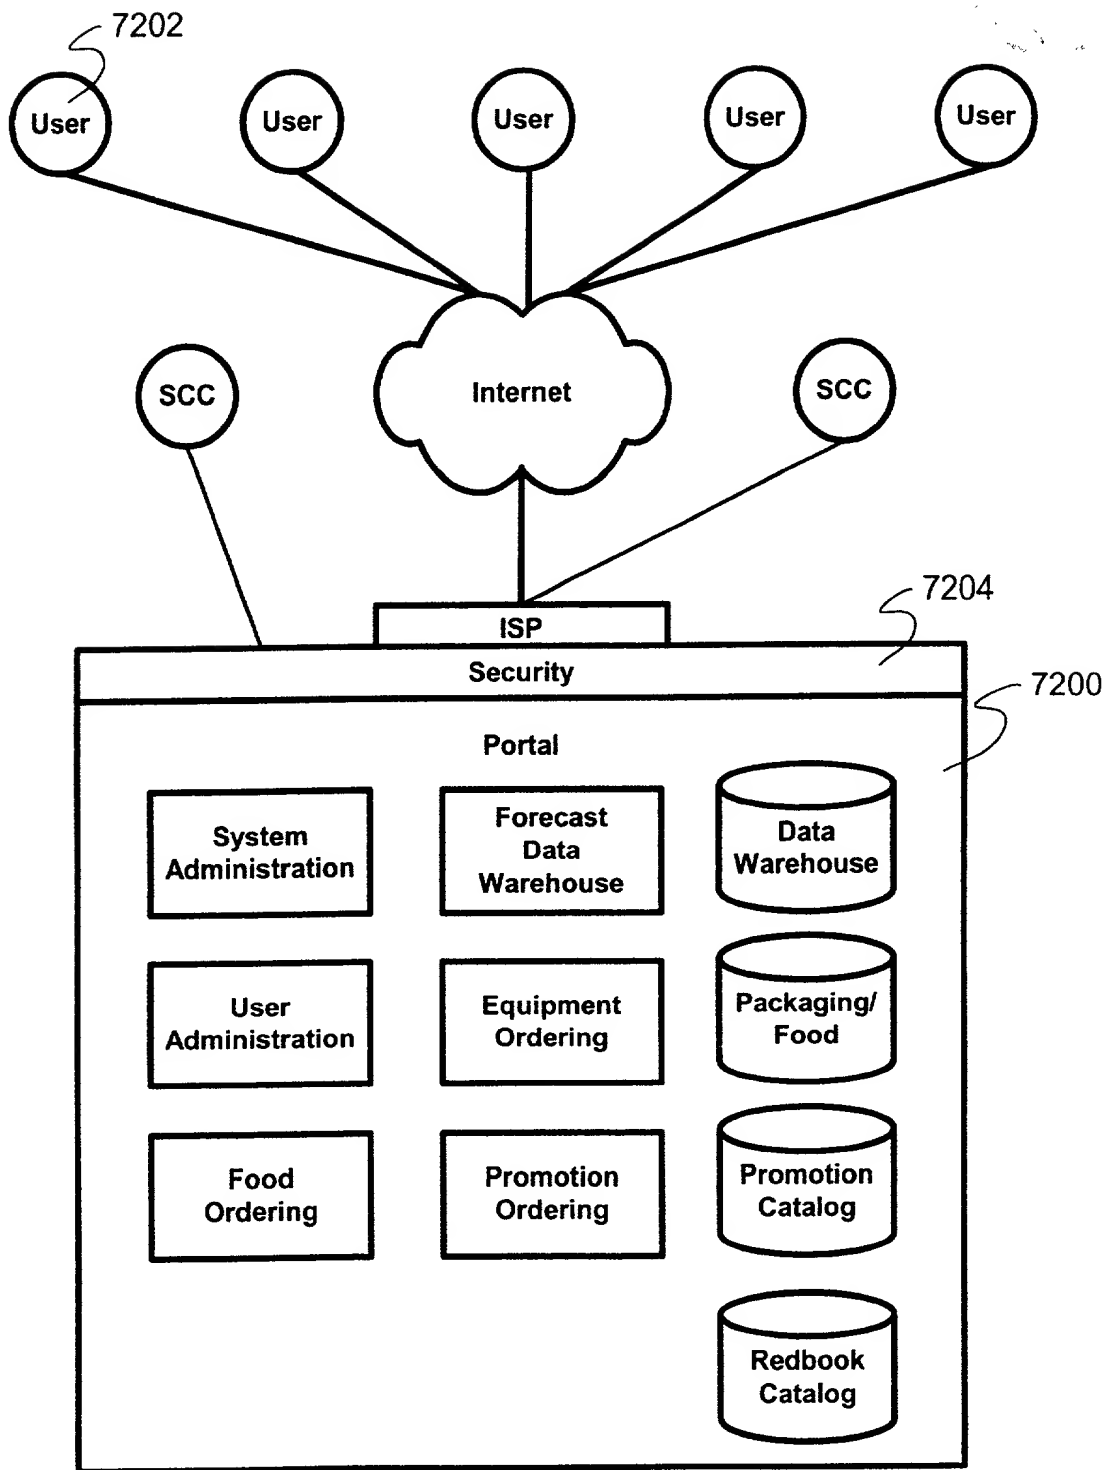 7202
User
User
User
User
User
SCC
Internet
SCC
ISP
7204
Security
7200
Portal
System
Administration
Forecast
Data
Warehouse
Data
Warehouse
User
Administration
Equipment
Ordering
Packaging/
Food
Food
Ordering
Promotion
Ordering
Promotion
Catalog
Redbook
Catalog